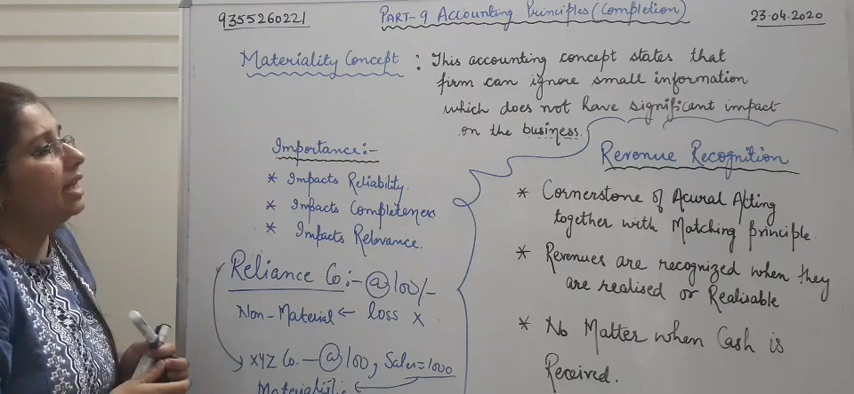 9355260221
PART-9 Accounting Principles (Completion)
23.04.2020
Materiality Concept : This accounting concept states that
firm can ignore small information
which does not have significant impact
on the business.
Importance:-
* Impacts Reliability.
* Impacts Completeness
* Impacts Relevance.
Reliance Co:- @ 100/-
Non-Material ← loss x
XYZ Co. - @ 100, Sales = 1000
Revenue Recognition
* Cornerstone of Acural Acting
together with Matching principle.
* Revenues are recognized when they
are realised or Realisable
* No Matter when Cash is
Received.